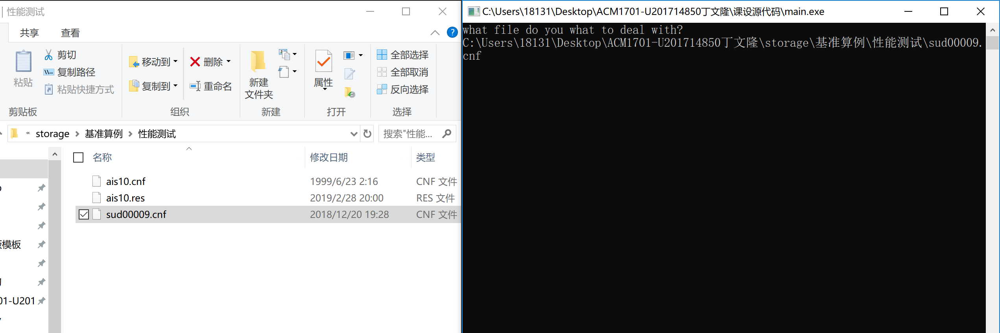 性能测试
共享
查看
?
粘贴
剪切
复制路径
粘贴快捷方式
剪贴板
移动到
复制到
删除
重命名
组织
新建
文件夹
新建
属性
打开
全部选择
全部取消
反向选择
选择
« storage > 基准算例 > 性能测试
搜索"性能...
名称
修改日期
类型
ais10.cnf 1999/6/23 2:16 CNF 文件
ais10.res 2019/2/28 20:00 RES 文件
sud00009.cnf 2018/12/20 19:28 CNF 文件
模板
01-U201
C:\Users\18131\Desktop\ACM1701-U201714850丁文隆\课设源代码\main.exe
what file do you what to deal with?
C:\Users\18131\Desktop\ACM1701-U201714850丁文隆\storage\基准算例\性能测试\sud00009.
cnf